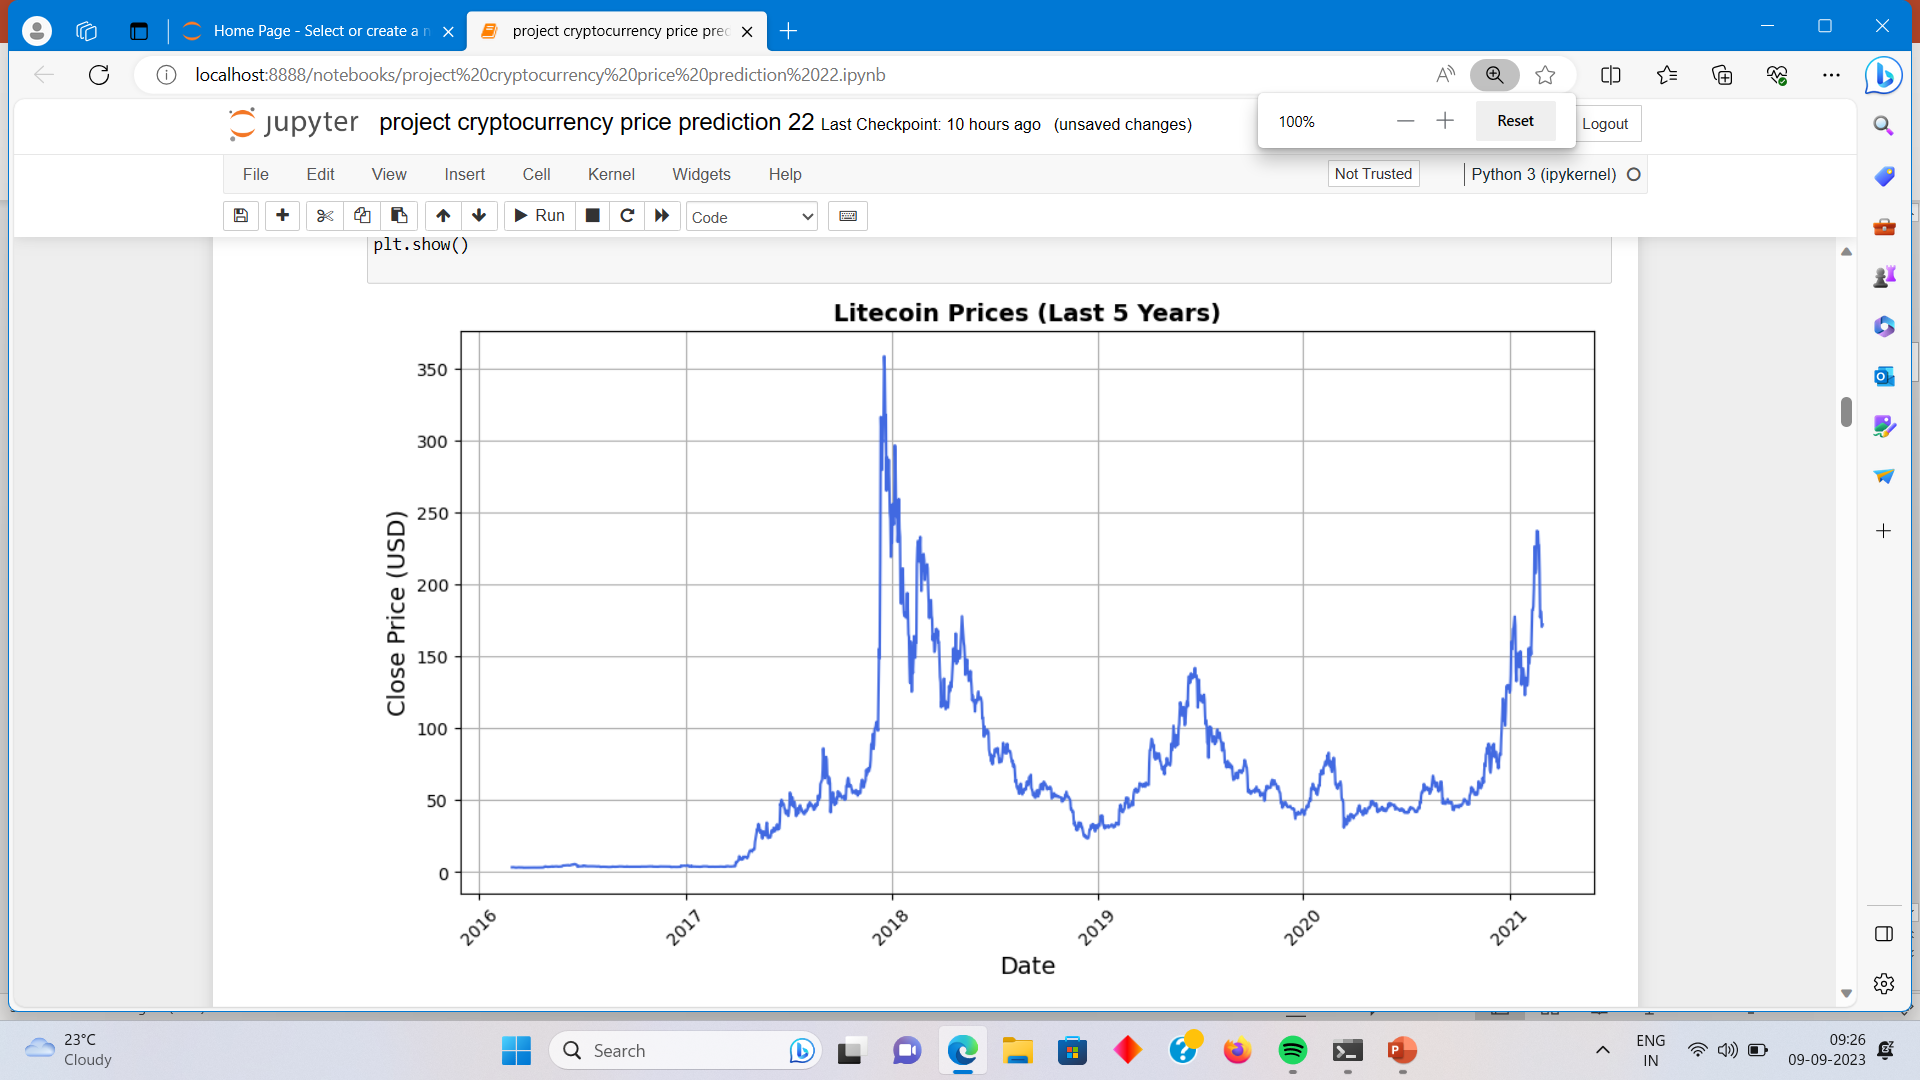 Home Page - Select or create a n
project cryptocurrency price prec
localhost:8888/notebooks/project%20cryptocurrency%20price%20prediction%2022.ipynb
jupyter project cryptocurrency price prediction 22 Last Checkpoint: 10 hours ago (unsaved changes)
100% Reset
Logout
File Edit View Insert Cell Kernel Widgets Help
Not Trusted
Python 3 (ipykernel)
Run
Code
plt.show()
Litecoin Prices (Last 5 Years)
Close Price (USD)
350
300
250
200
150
100
50
0
2016 2017 2018 2019 2020 2021
Date
23°C
Cloudy
Search
ENG
IN
09:26
09-09-2023